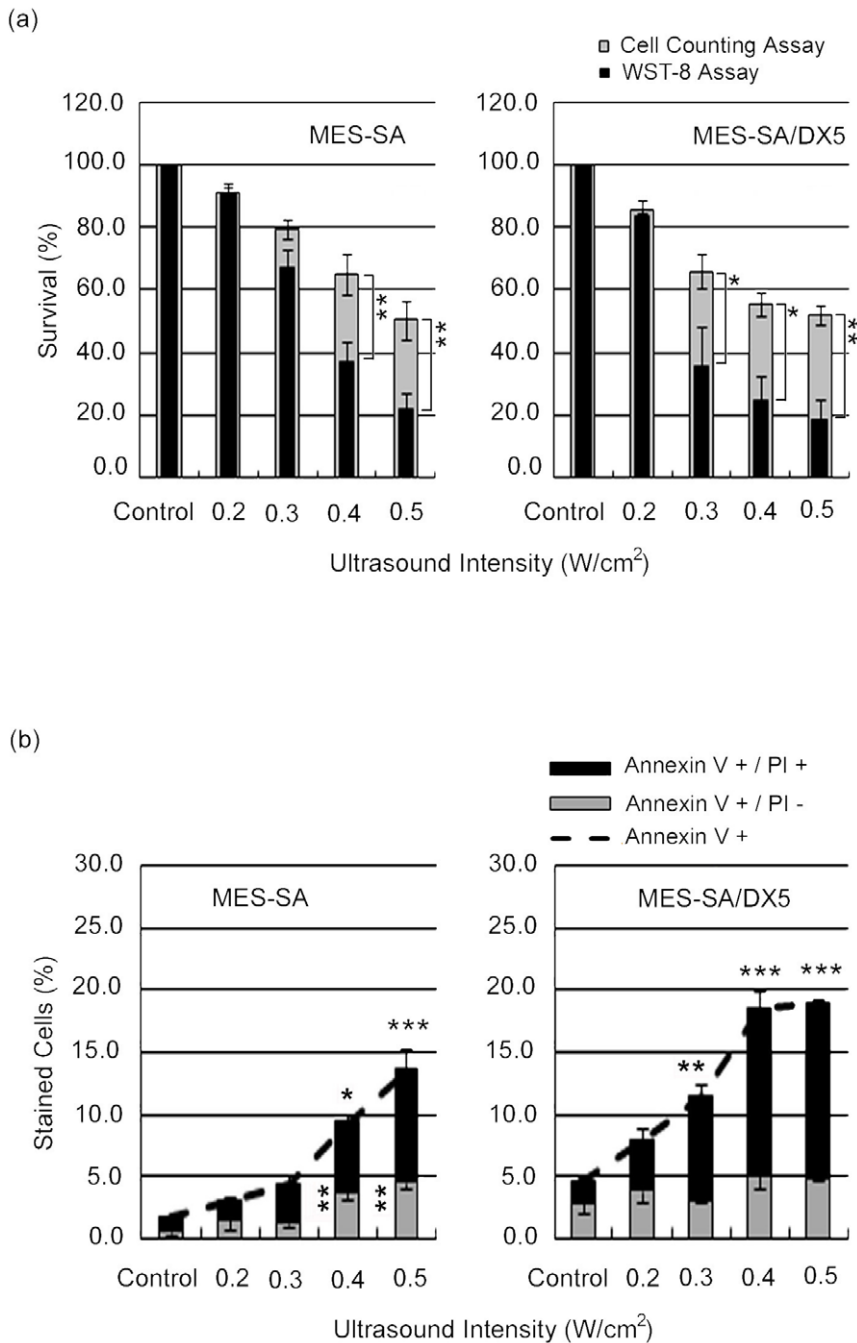 (a)
Cell Counting Assay
WST-8 Assay
120.0 120.0
MES-SA MES-SA/DX5
100.0 100.0
80.0 80.0
60.0 60.0
40.0 40.0
20.0 20.0
0.0 0.0
Survival (%)
** ** * * **
Control 0.2 0.3 0.4 0.5 Control 0.2 0.3 0.4 0.5
Ultrasound Intensity (W/cm²)
(b)
Annexin V + / PI +
Annexin V + / PI -
Annexin V +
30.0 30.0
MES-SA MES-SA/DX5
25.0 25.0
20.0 20.0
*** ***
15.0 15.0
***
**
*
10.0 10.0
5.0 5.0
** **
0.0 0.0
Stained Cells (%)
Control 0.2 0.3 0.4 0.5 Control 0.2 0.3 0.4 0.5
Ultrasound Intensity (W/cm²)